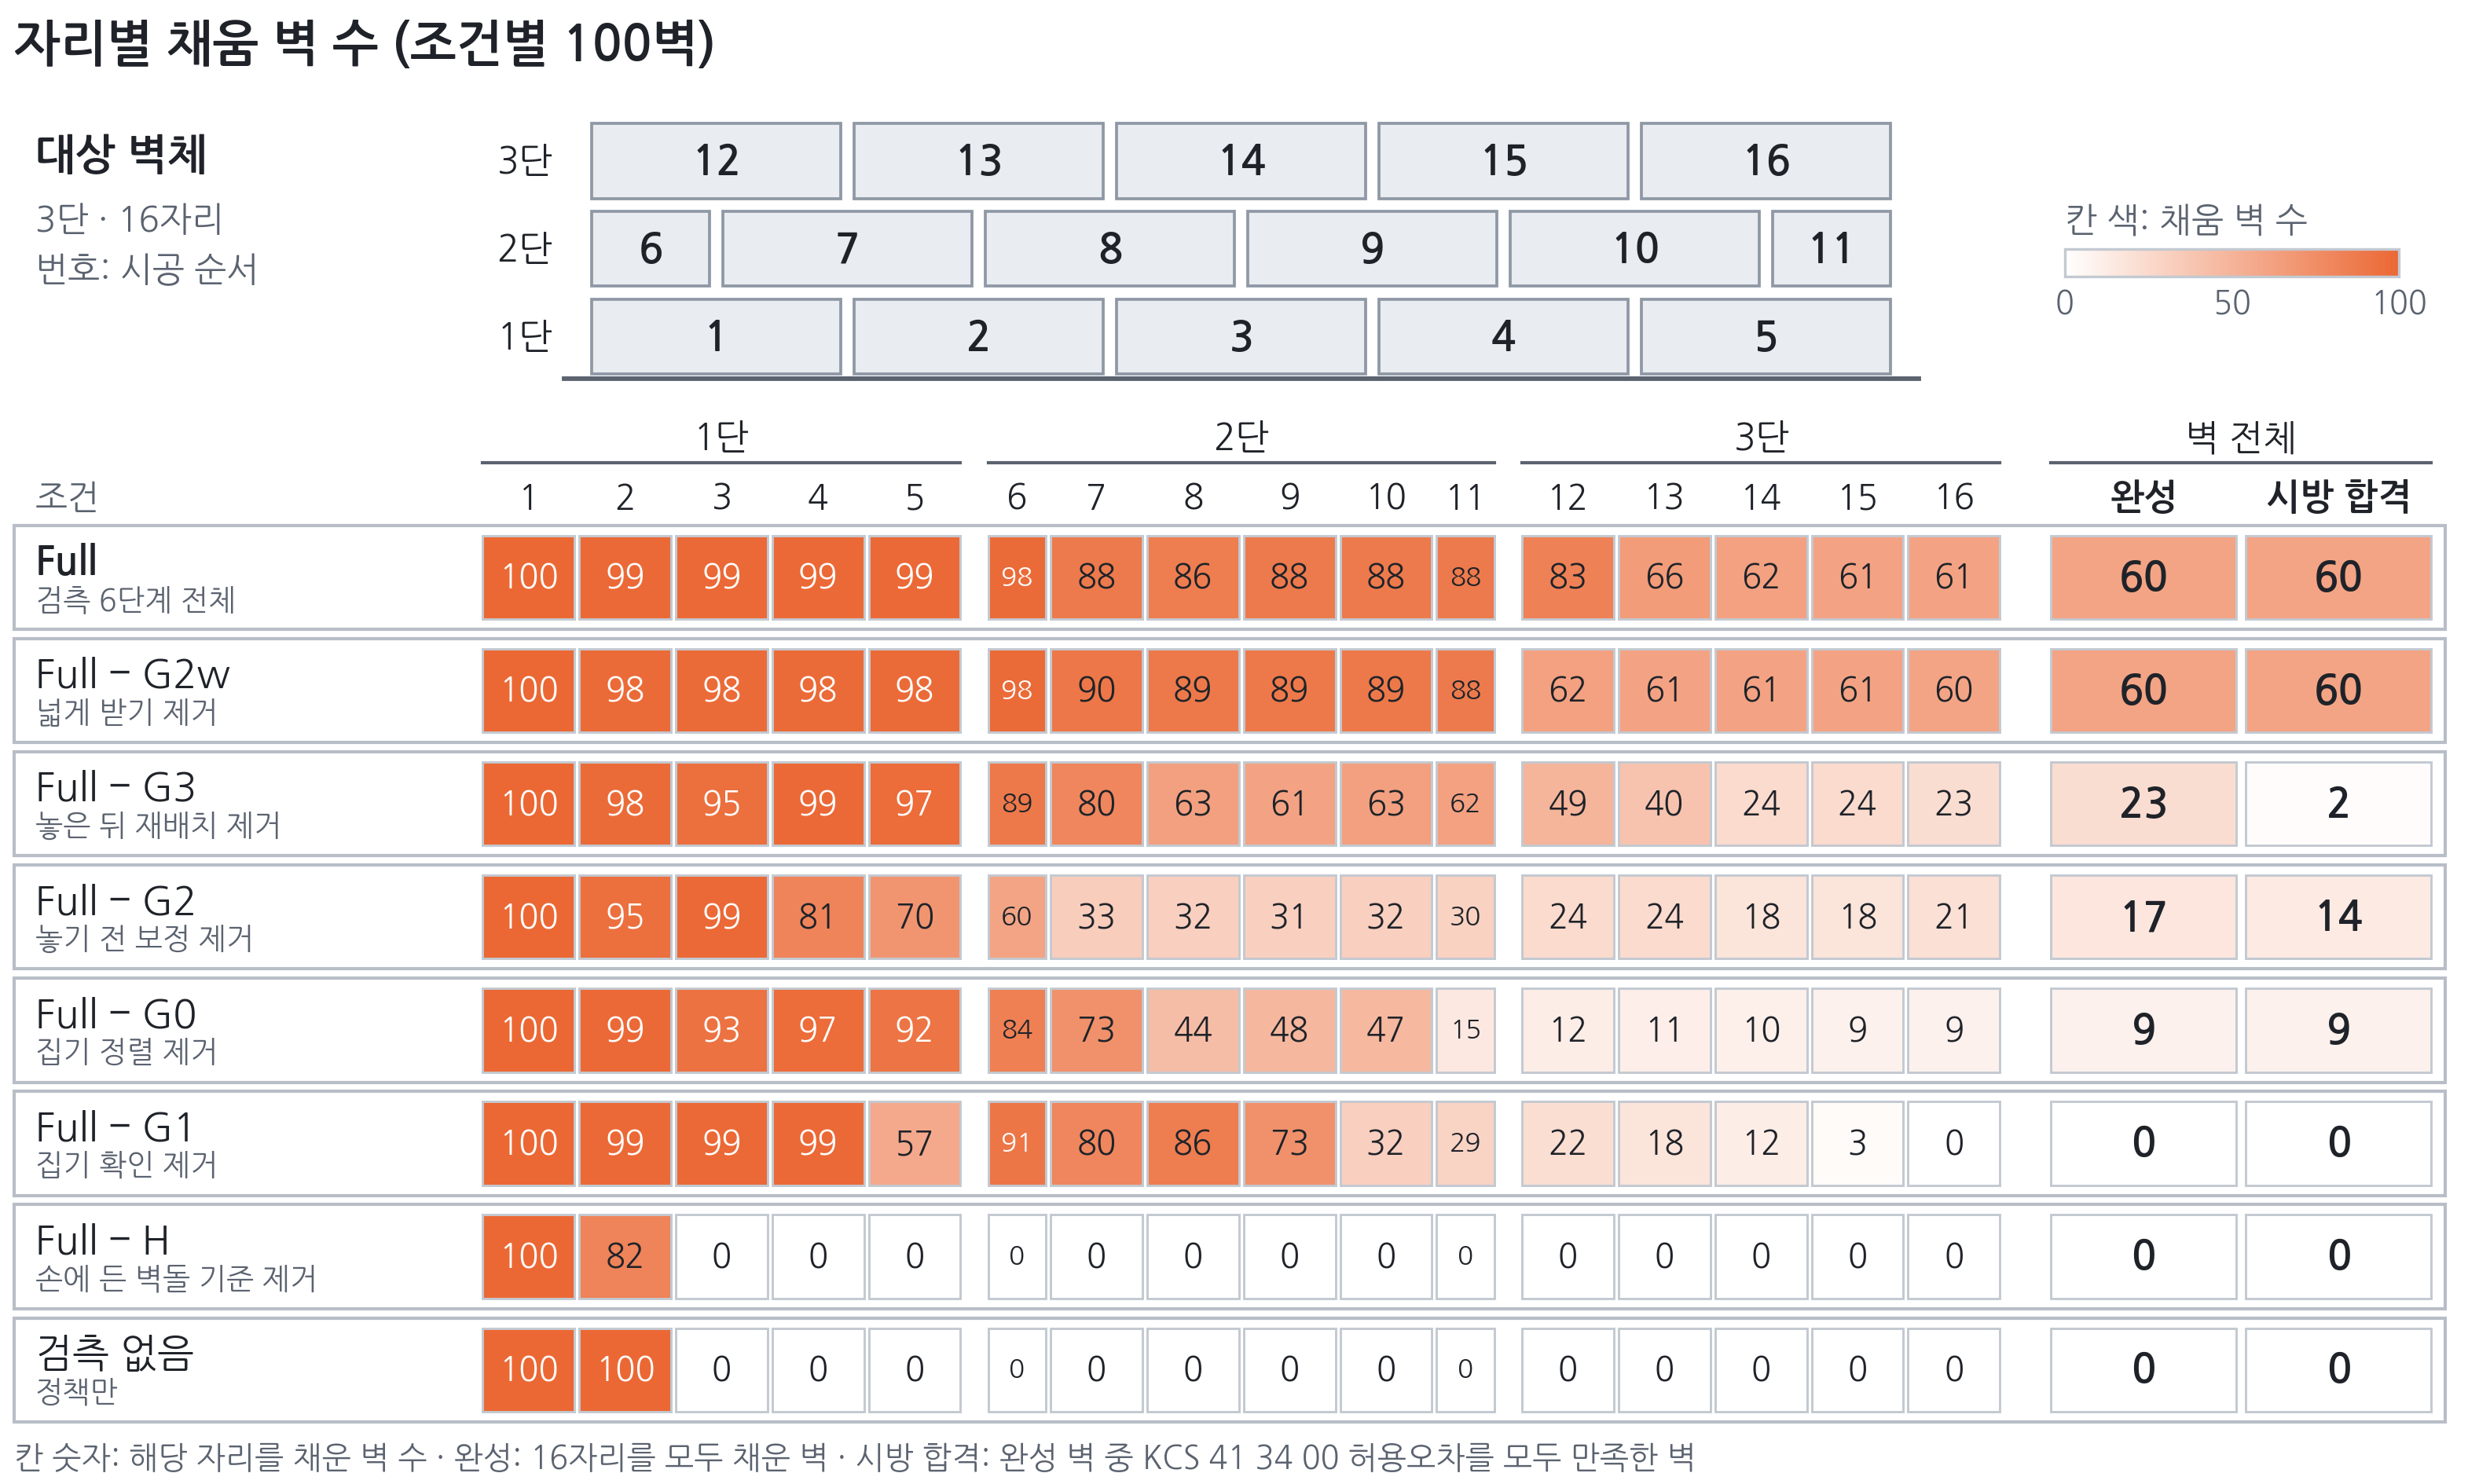 자리별 채움 벽 수 (조건별 100벽)
대상 벽체
3단 · 16자리
번호: 시공 순서
3단 12 13 14 15 16
2단 6 7 8 9 10 11
1단 1 2 3 4 5
칸 색: 채움 벽 수
0 50 100
1단 2단 3단 벽 전체
조건 1 2 3 4 5 6 7 8 9 10 11 12 13 14 15 16 완성 시방 합격
Full 100 99 99 99 99 98 88 86 88 88 88 83 66 62 61 61 60 60
검측 6단계 전체
Full − G2w 100 98 98 98 98 98 90 89 89 89 88 62 61 61 61 60 60 60
넓게 받기 제거
Full − G3 100 98 95 99 97 89 80 63 61 63 62 49 40 24 24 23 23 2
놓은 뒤 재배치 제거
Full − G2 100 95 99 81 70 60 33 32 31 32 30 24 24 18 18 21 17 14
놓기 전 보정 제거
Full − G0 100 99 93 97 92 84 73 44 48 47 15 12 11 10 9 9 9 9
집기 정렬 제거
Full − G1 100 99 99 99 57 91 80 86 73 32 29 22 18 12 3 0 0 0
집기 확인 제거
Full − H 100 82 0 0 0 0 0 0 0 0 0 0 0 0 0 0 0 0
손에 든 벽돌 기준 제거
검측 없음 100 100 0 0 0 0 0 0 0 0 0 0 0 0 0 0 0 0
정책만
칸 숫자: 해당 자리를 채운 벽 수 · 완성: 16자리를 모두 채운 벽 · 시방 합격: 완성 벽 중 KCS 41 34 00 허용오차를 모두 만족한 벽